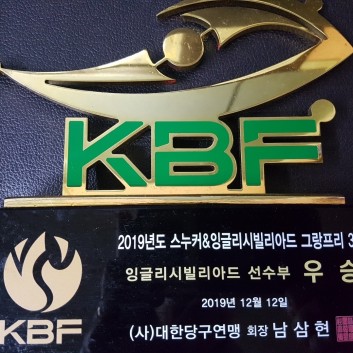 KBF
2019년도 스누커&잉글리시빌리아드 그랑프리 3
잉글리시빌리아드 선수부 우승
2019년 12월 12일
KBF
(사)대한당구연맹 회장 남삼현